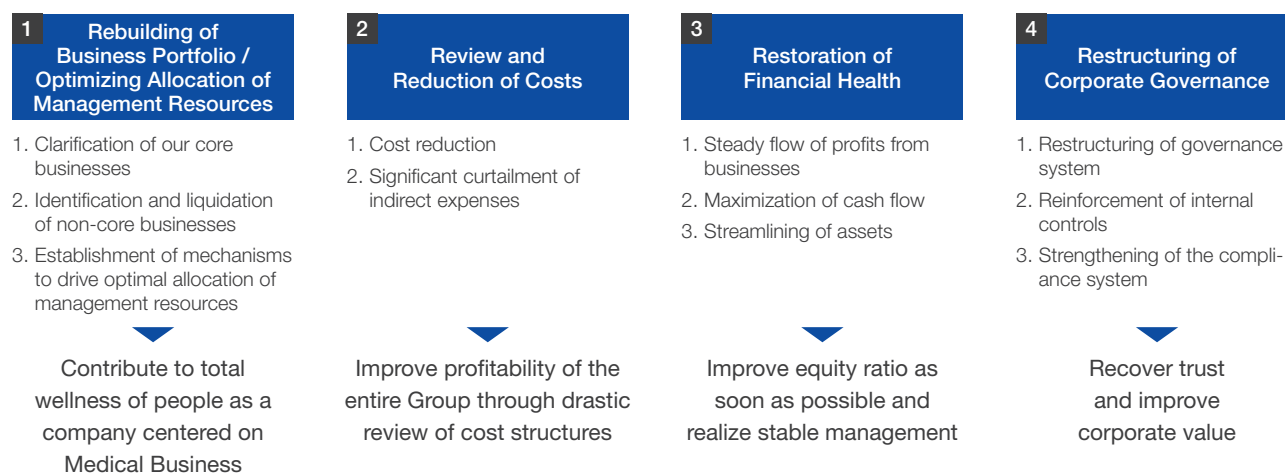 1
Rebuilding of
Business Portfolio /
Optimizing Allocation of
Management Resources
1. Clarification of our core
businesses
2. Identification and liquidation
of non-core businesses
3. Establishment of mechanisms
to drive optimal allocation of
management resources
Contribute to total
wellness of people as a
company centered on
Medical Business
2
Review and
Reduction of Costs
1. Cost reduction
2. Significant curtailment of
indirect expenses
Improve profitability of the
entire Group through drastic
review of cost structures
3
Restoration of
Financial Health
1. Steady flow of profits from
businesses
2. Maximization of cash flow
3. Streamlining of assets
Improve equity ratio as
soon as possible and
realize stable management
4
Restructuring of
Corporate Governance
1. Restructuring of governance
system
2. Reinforcement of internal
controls
3. Strengthening of the compli-
ance system
Recover trust
and improve
corporate value